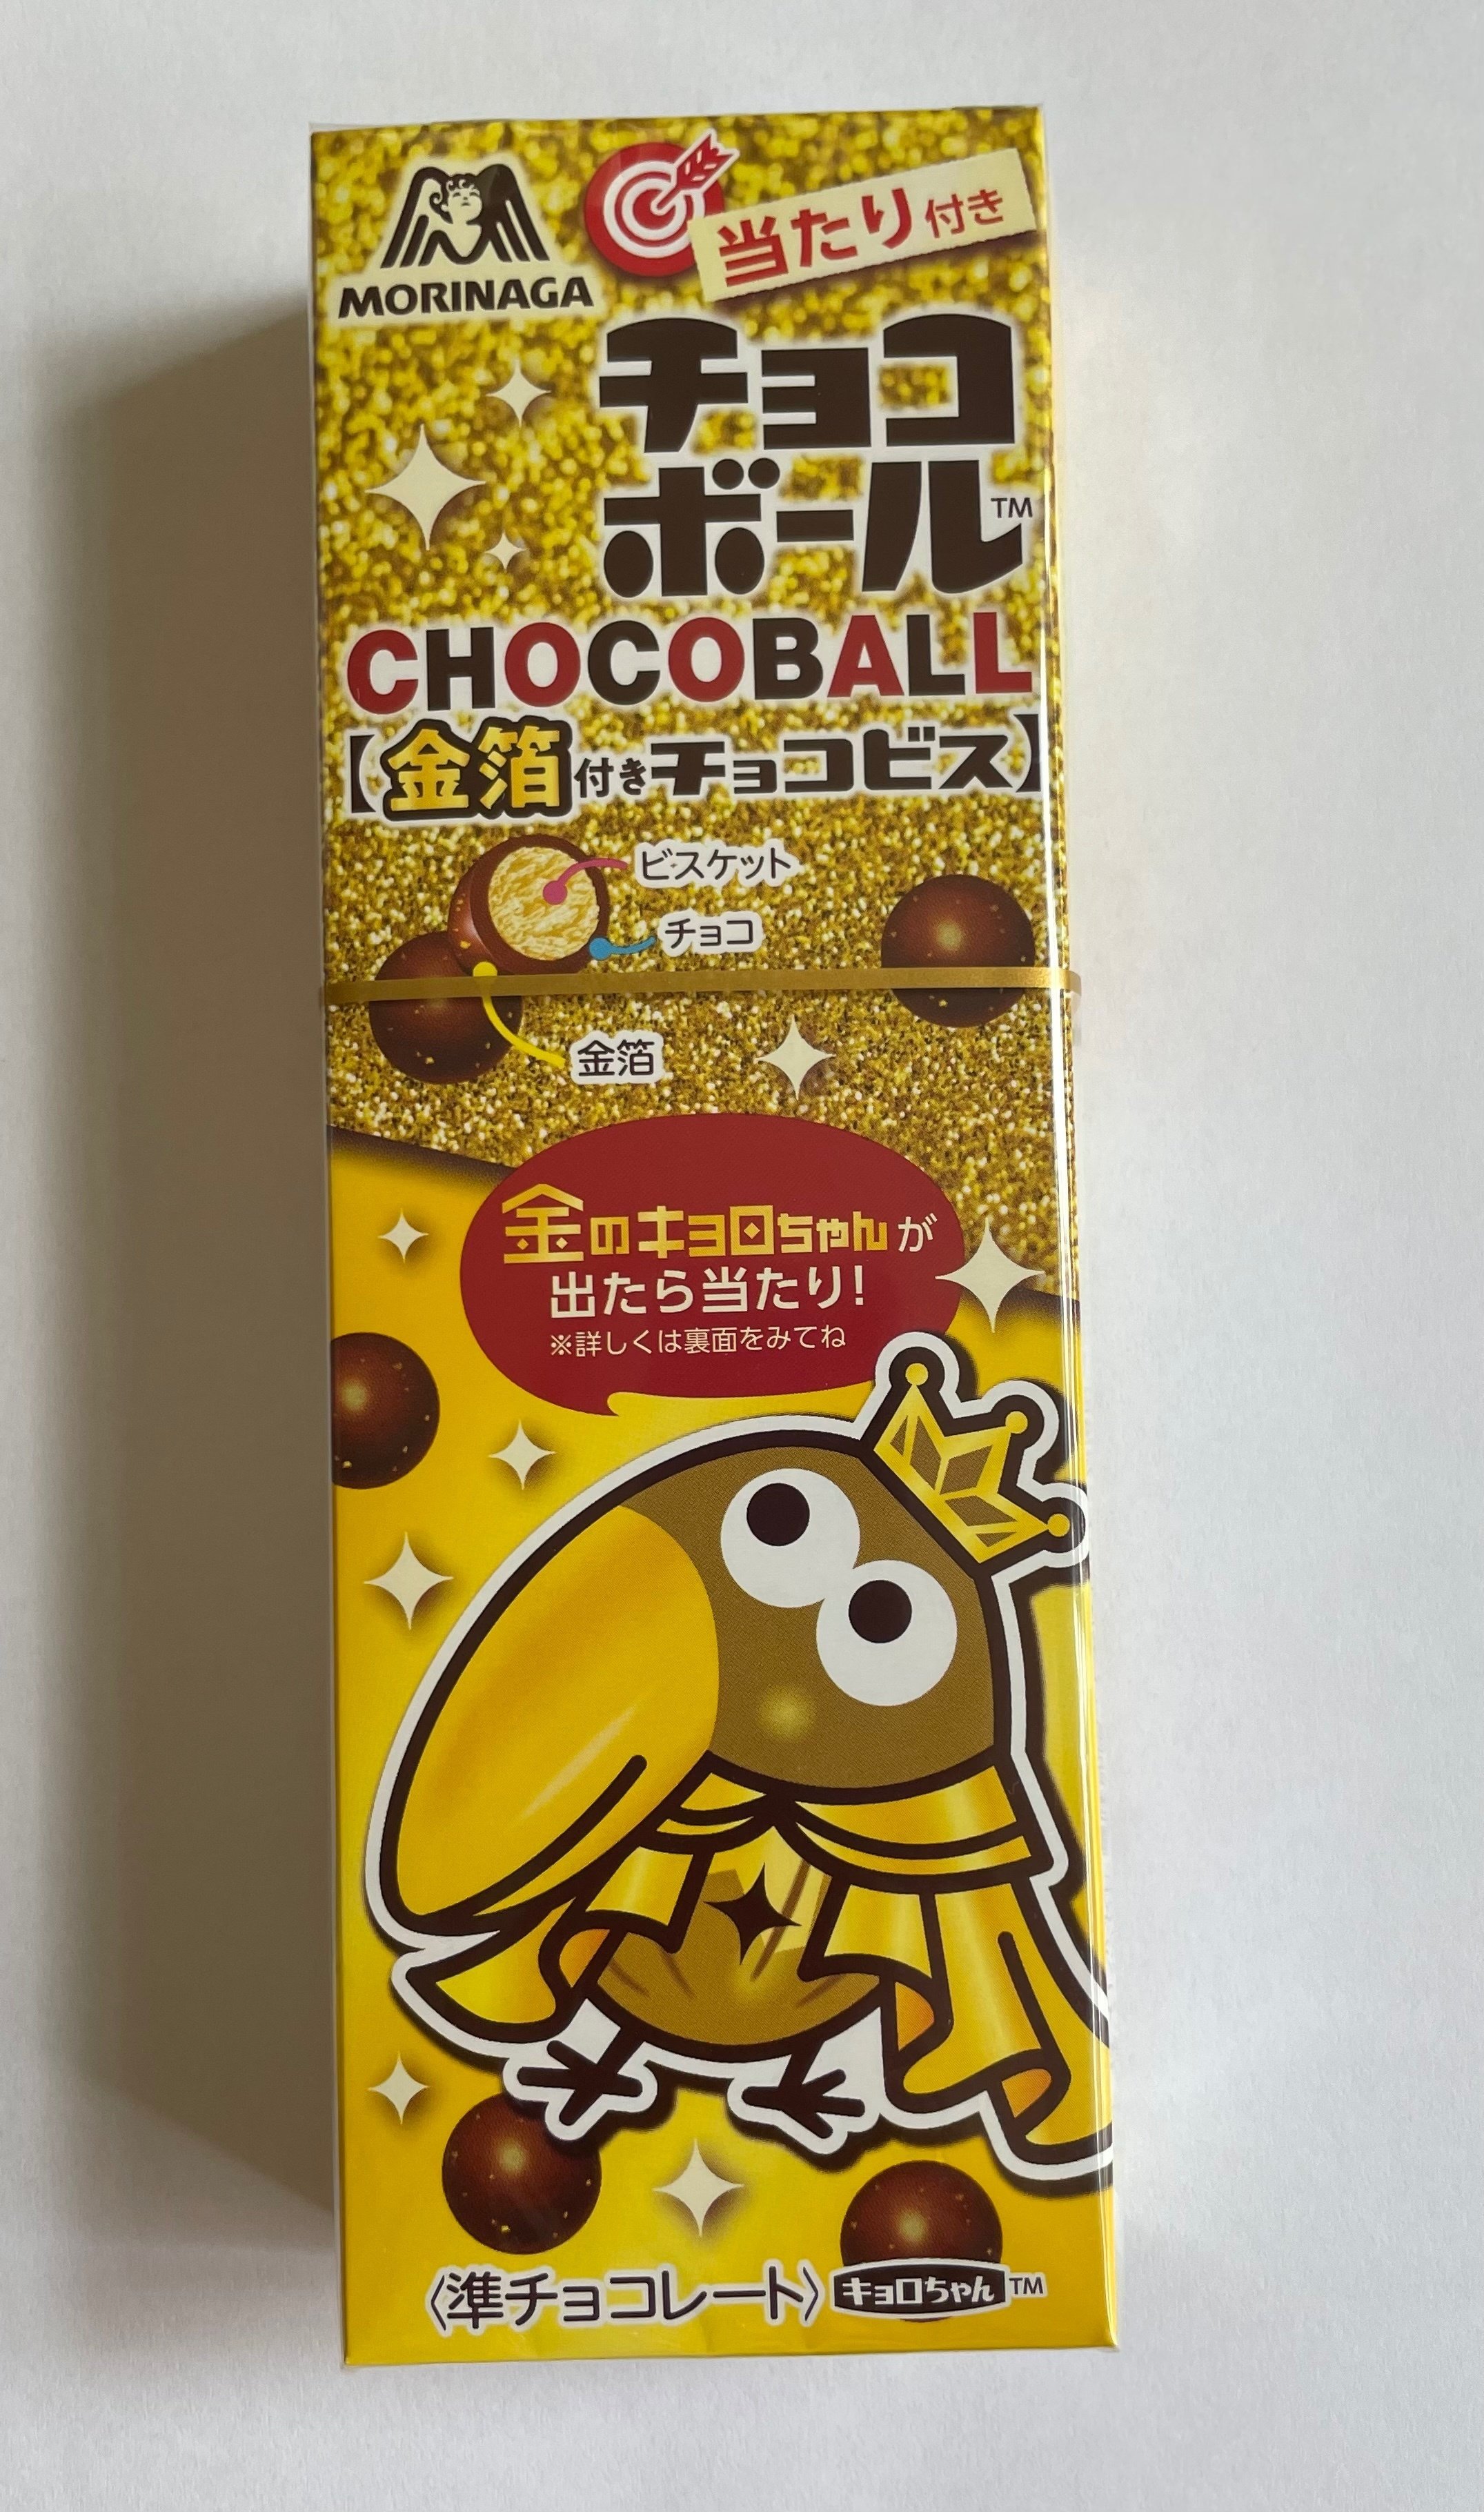 MORINAGA
当たり付き
チョコ
ボール™
CHOCOBALL
【金箔付きチョコビス】
ビスケット
チョコ
金箔
金のキョロちゃんが
出たら当たり!
※詳しくは裏面をみてね
〈準チョコレート〉 キョロちゃん™